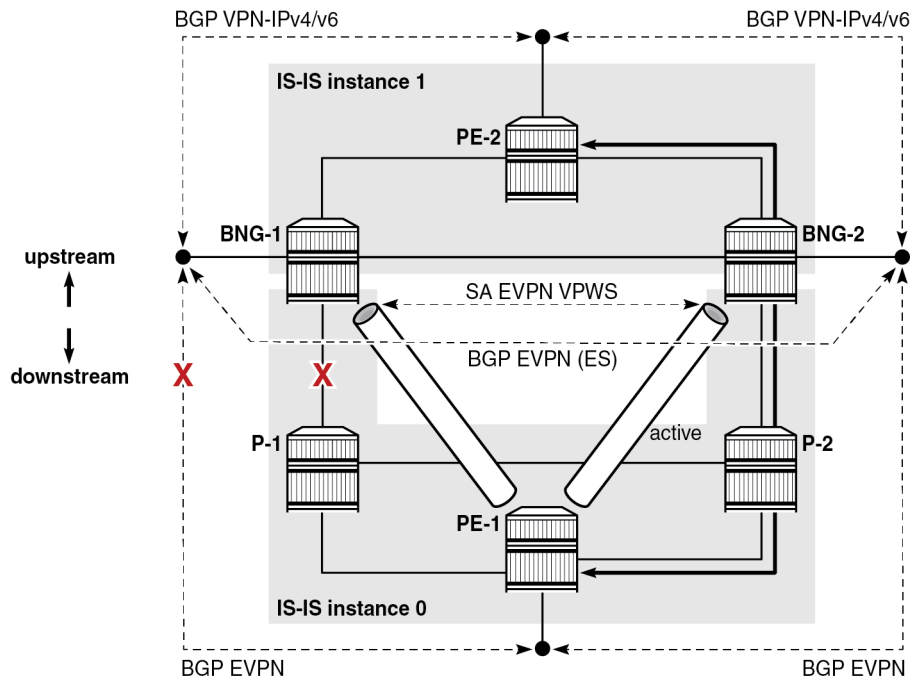 BGP VPN-IPv4/v6
BGP VPN-IPv4/v6
IS-IS instance 1
PE-2
BNG-1
BNG-2
upstream
SA EVPN VPWS
BGP EVPN (ES)
downstream
X
X
active
P-1
P-2
PE-1
IS-IS instance 0
BGP EVPN
BGP EVPN